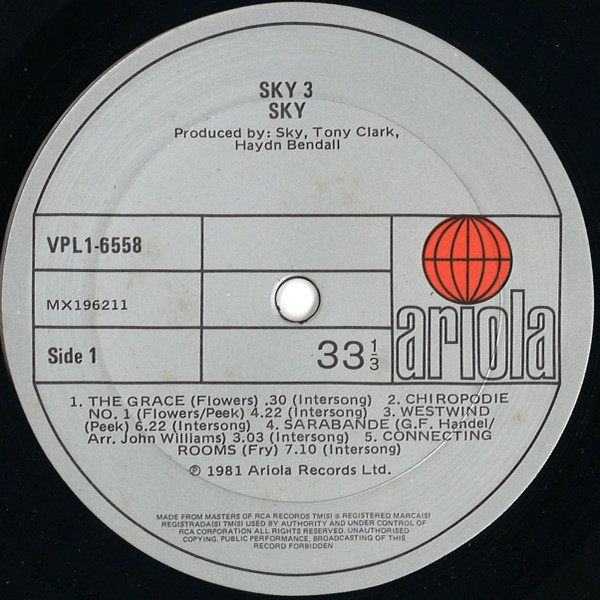 SKY 3
SKY
Produced by: Sky, Tony Clark,
Haydn Bendall
VPL1-6558
MX196211
Side 1
33 1/3
ariola
1. THE GRACE (Flowers) .30 (Intersong) 2. CHIROPODIE
NO. 1 (Flowers/Peek) 4.22 (Intersong) 3. WESTWIND
(Peek) 6.22 (Intersong) 4. SARABANDE (G.F. Handel/
Arr. John Williams) 3.03 (Intersong) 5. CONNECTING
ROOMS (Fry) 7.10 (Intersong)
℗ 1981 Ariola Records Ltd.
MADE FROM MASTERS OF RCA RECORDS TM(S) ® REGISTERED MARCA(S)
REGISTRADA(S) TM(S) USED BY AUTHORITY AND UNDER CONTROL OF
RCA CORPORATION ALL RIGHTS RESERVED. UNAUTHORISED
COPYING, PUBLIC PERFORMANCE, BROADCASTING OF THIS
RECORD FORBIDDEN